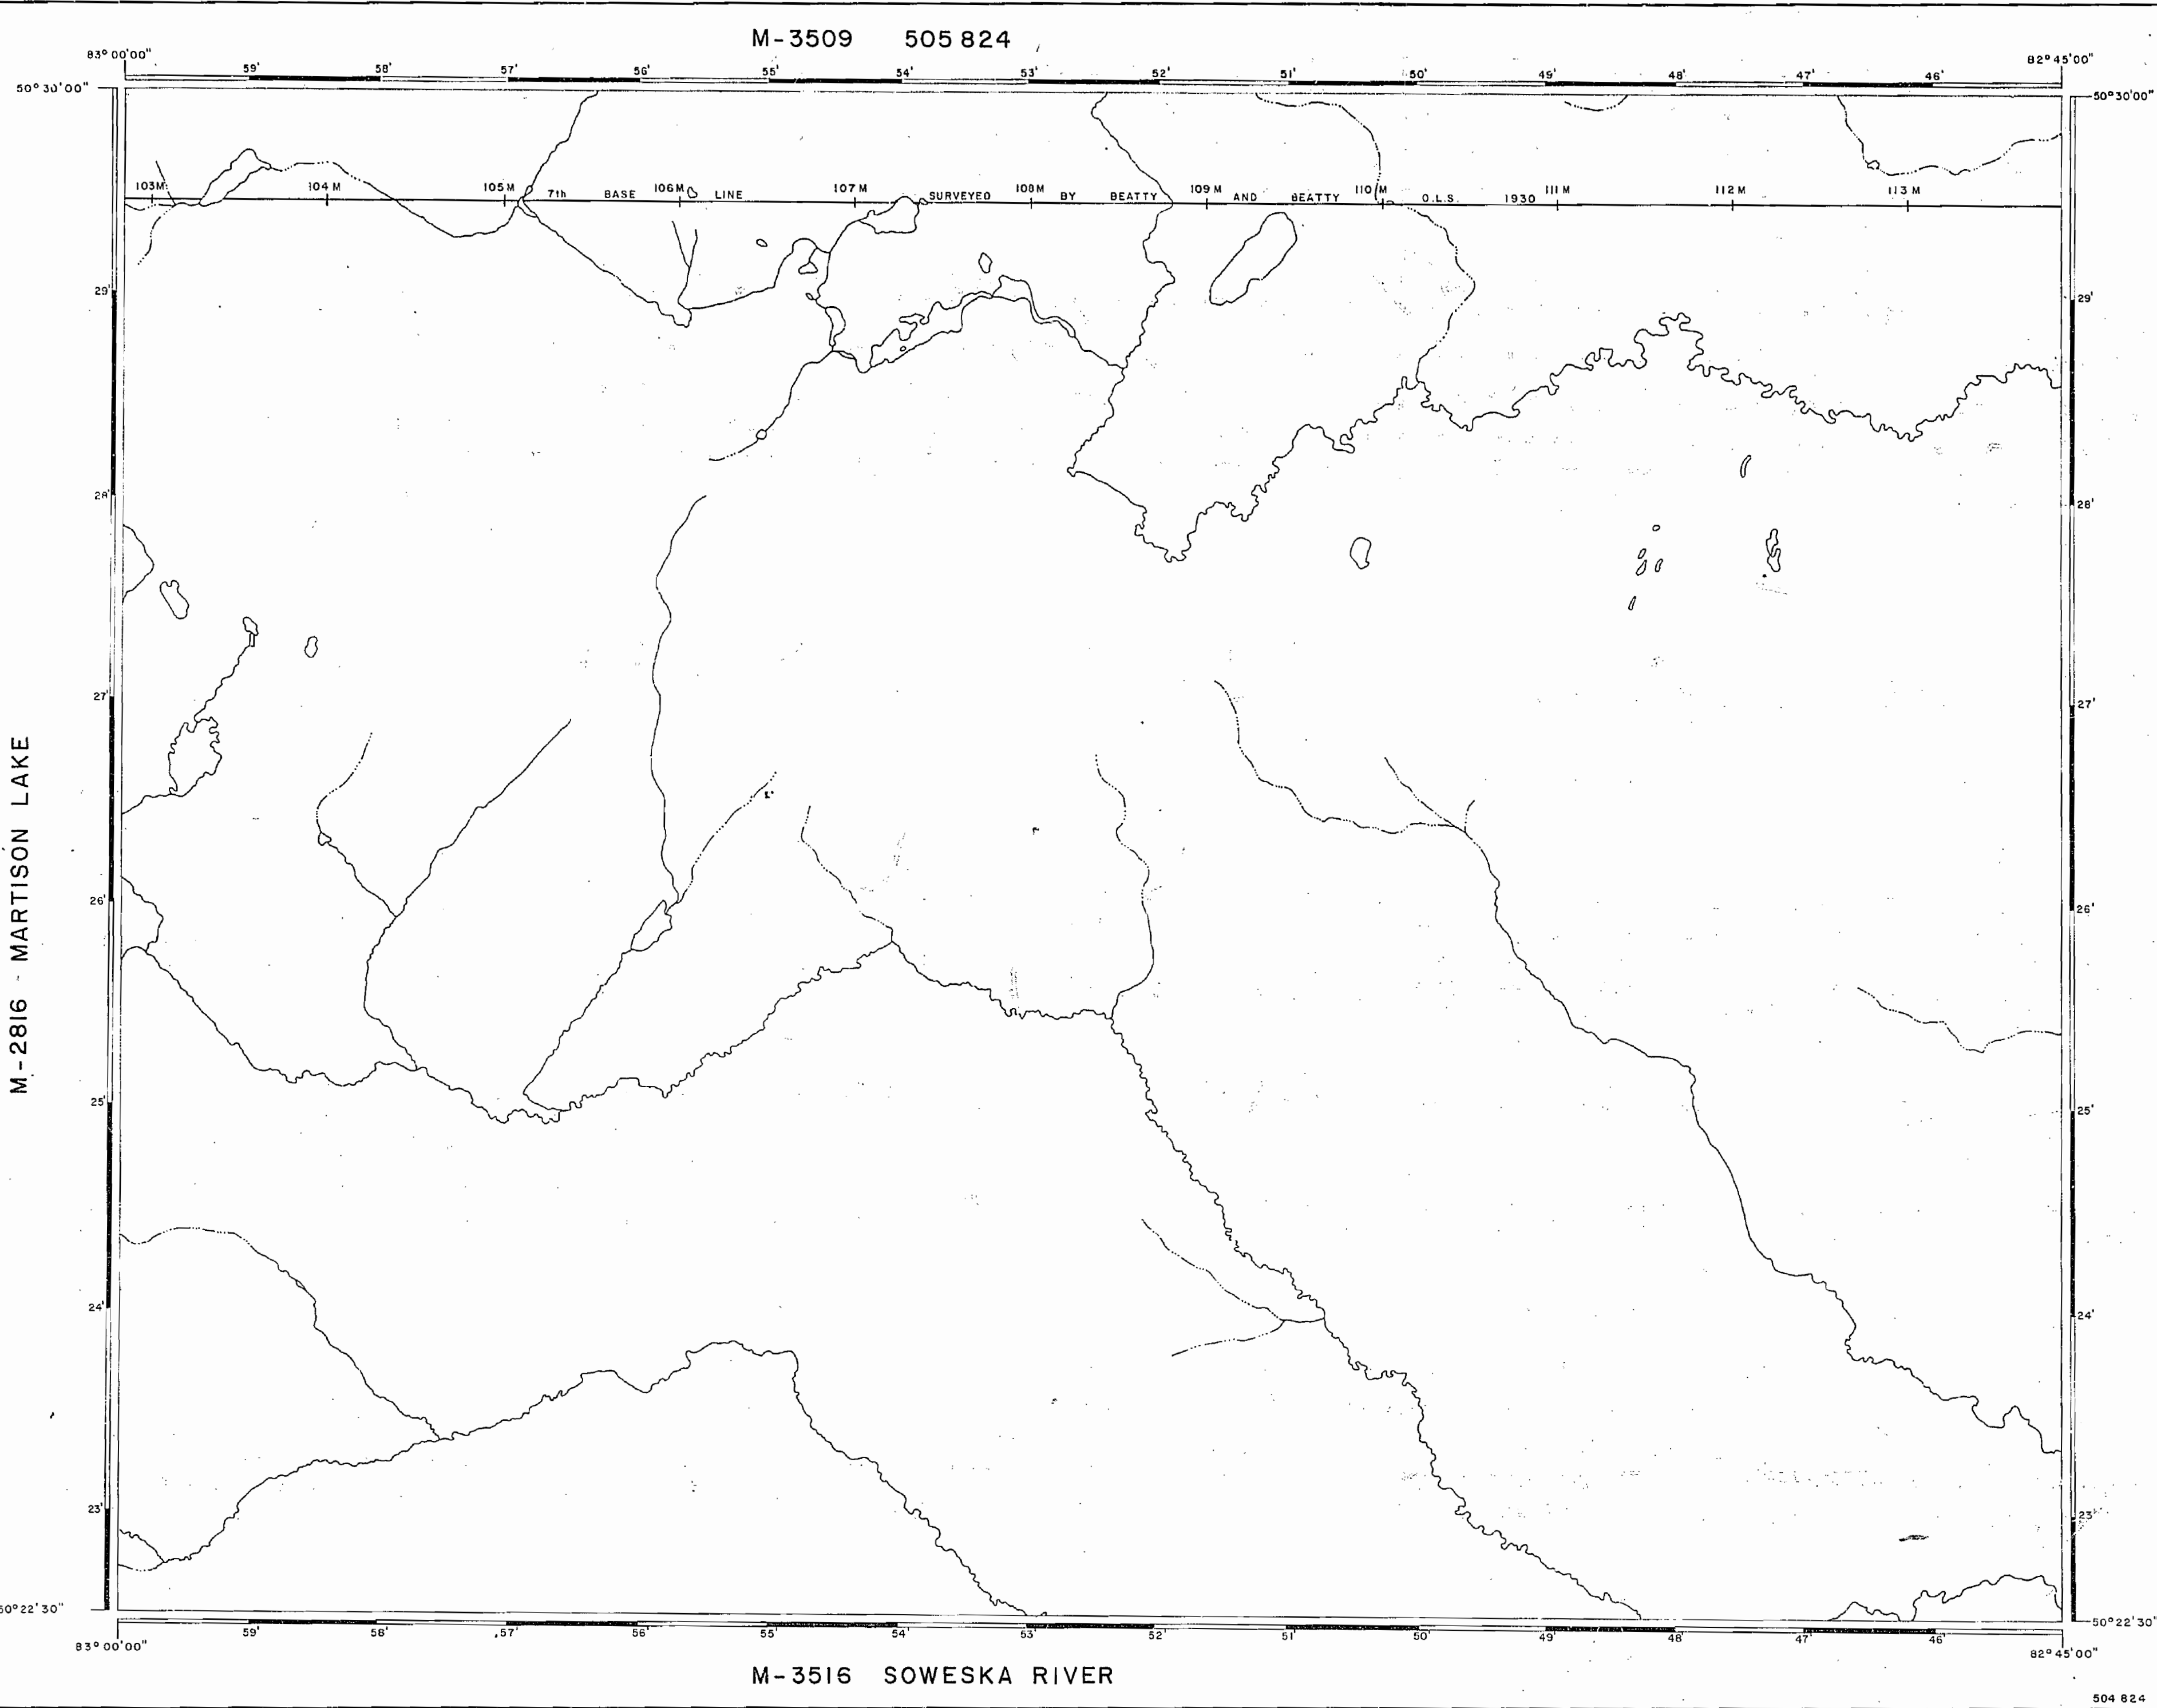 M-3509 505 824
83° 00' 00"
59' 58' 57' 56' 55' 54' 53' 52' 51' 50' 49' 48' 47' 46'
82° 45' 00"
50° 30' 00"
50° 30' 00"
103M 104 M 105M 106M 107 M 108M 109 M 110 M 111 M 112 M 113 M
7th BASE LINE SURVEYED BY BEATTY AND BEATTY O.L.S. 1930
29' 29'
28' 28'
27' 27'
M-2816 - MARTISON LAKE
26' 26'
25' 25'
24' 24'
23' 23'
50° 22' 30"
50° 22' 30"
83° 00' 00"
59' 58' 57' 56' 55' 54' 53' 52' 51' 50' 49' 48' 47' 46'
82° 45' 00"
M-3516 SOWESKA RIVER
504 824